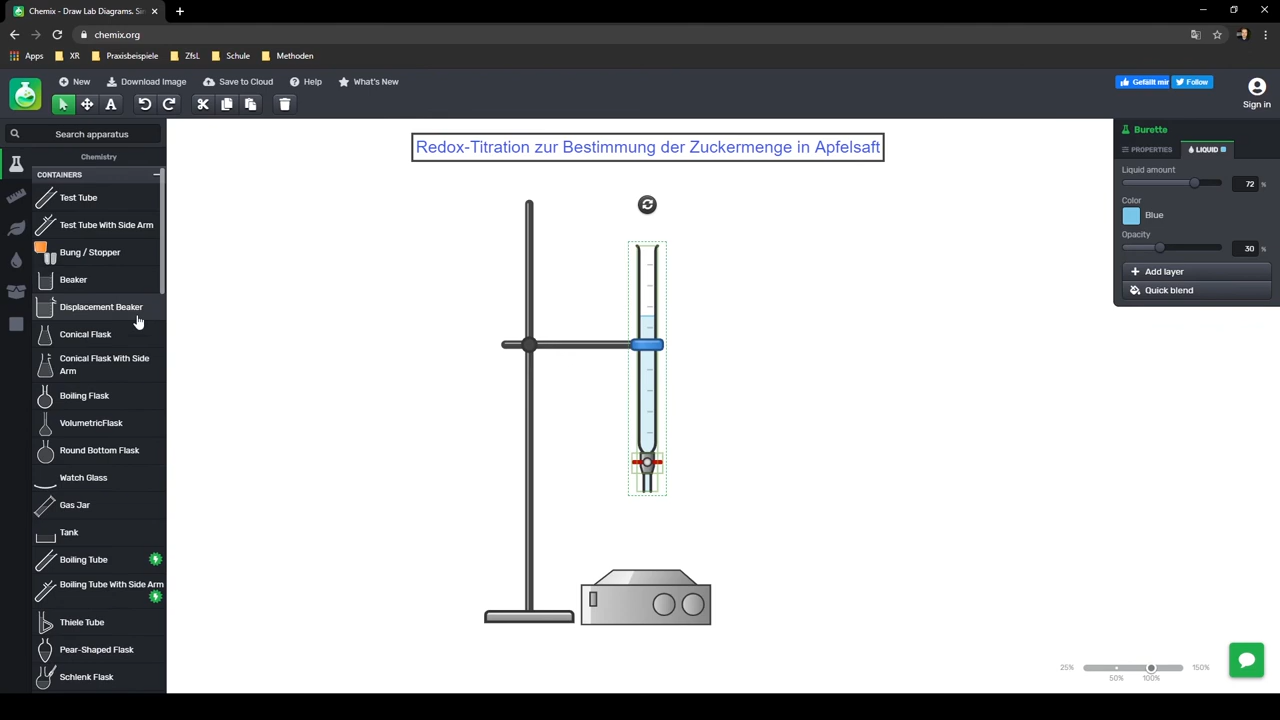 Chemix - Draw Lab Diagrams. Si
chemix.org
Apps
XR
Praxisbeispiele
ZfsL
Schule
Methoden
New
Download Image
Save to Cloud
Help
What's New
Gefällt mir
Follow
Sign in
A
Search apparatus
Chemistry
CONTAINERS
Test Tube
Test Tube With Side Arm
Bung / Stopper
Beaker
Displacement Beaker
Conical Flask
Conical Flask With Side
Arm
Boiling Flask
VolumetricFlask
Round Bottom Flask
Watch Glass
Gas Jar
Tank
Boiling Tube
Boiling Tube With Side Arm
Thiele Tube
Pear-Shaped Flask
Schlenk Flask
Redox-Titration zur Bestimmung der Zuckermenge in Apfelsaft
Burette
PROPERTIES
LIQUID
Liquid amount
72 %
Color
Blue
Opacity
30 %
Add layer
Quick blend
25%
150%
50%
100%